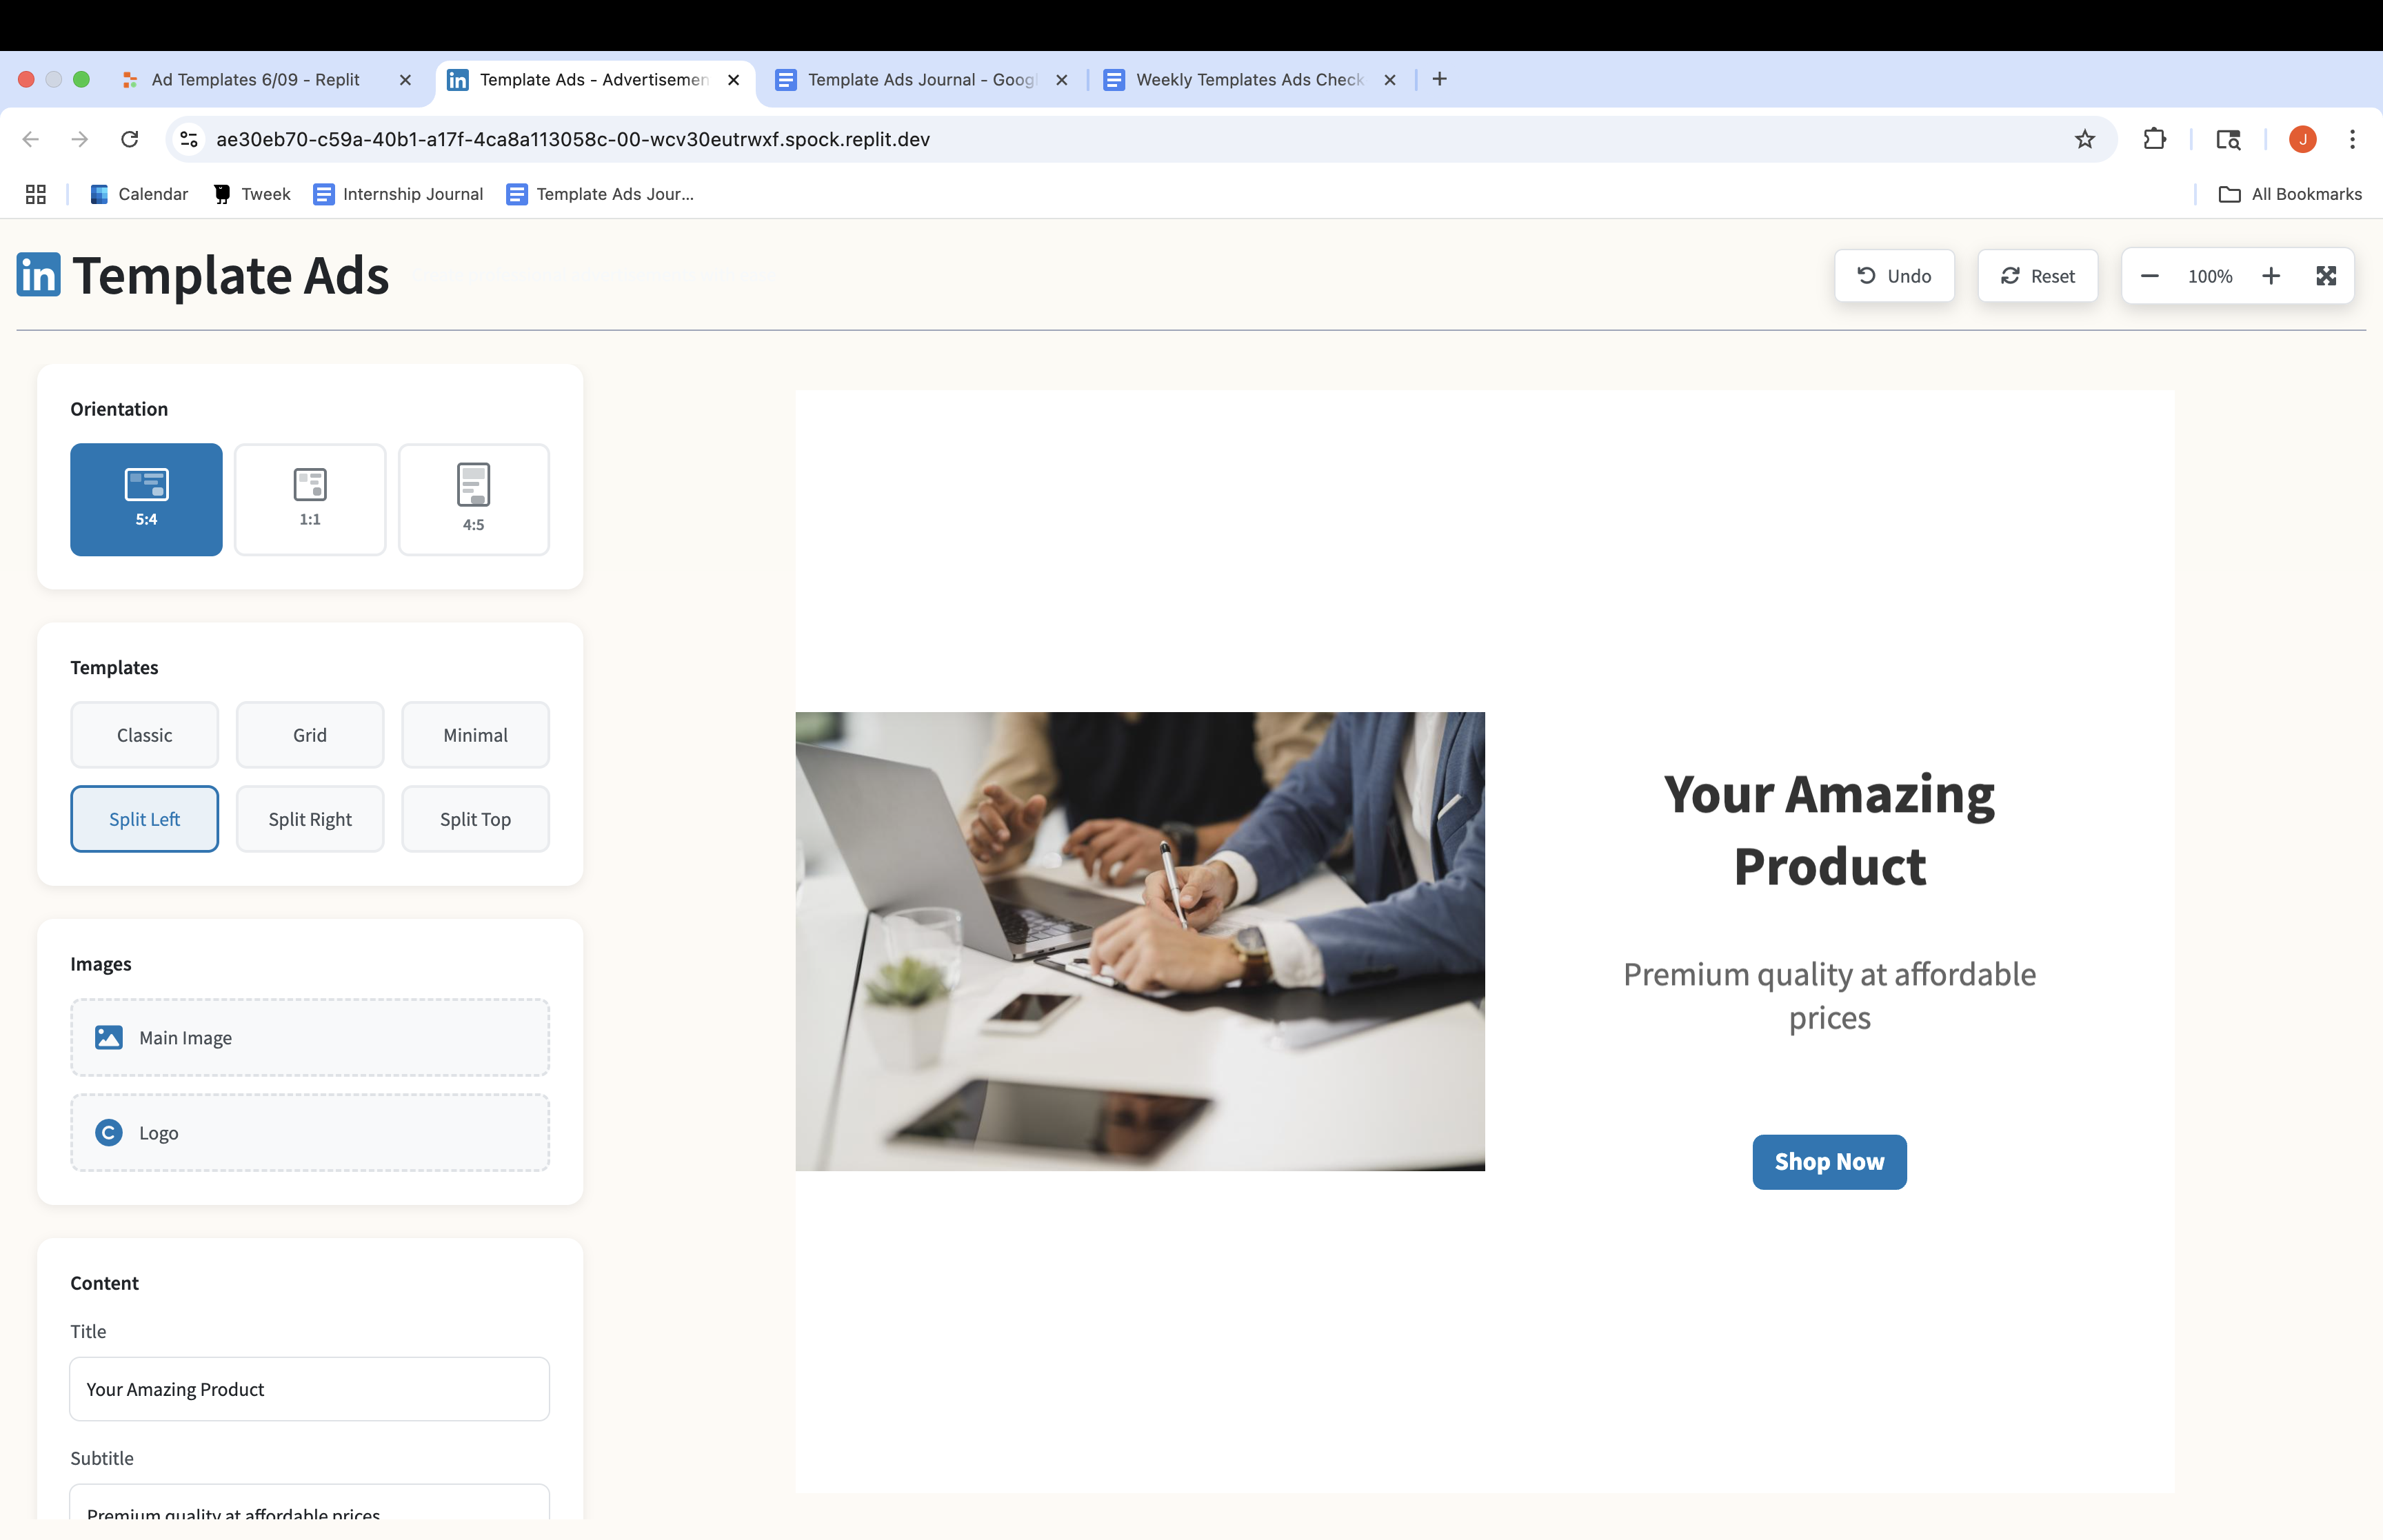 Ad Templates 6/09 - Replit
Template Ads - Advertisemen
Template Ads Journal - Goog
Weekly Templates Ads Check
ae30eb70-c59a-40b1-a17f-4ca8a113058c-00-wcv30eutrwxf.spock.replit.dev
J
Calendar
Tweek
Internship Journal
Template Ads Jour...
All Bookmarks
in Template Ads
Undo
Reset
100%
Orientation
5:4
1:1
4:5
Templates
Classic
Grid
Minimal
Split Left
Split Right
Split Top
Images
Main Image
C
Logo
Content
Title
Your Amazing Product
Subtitle
Premium quality at affordable prices
Your Amazing
Product
Premium quality at affordable
prices
Shop Now